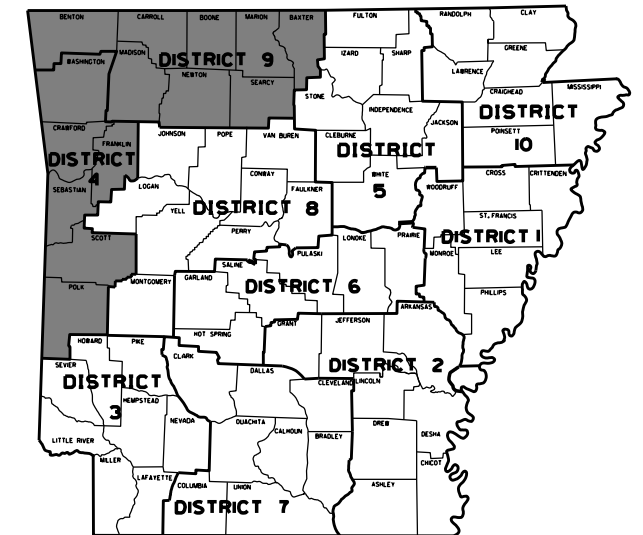 BENTON
CARROLL
BOONE
MARION
BAXTER
FULTON
RANDOLPH
CLAY
WASHINGTON
MADISON
DISTRICT 9
NEWTON
SEARCY
IZARD
SHARP
LAWRENCE
GREENE
STONE
INDEPENDENCE
JACKSON
CRAIGHEAD
MISSISSIPPI
DISTRICT
POINSETT
10
CRAWFORD
FRANKLIN
DISTRICT
4
SEBASTIAN
JOHNSON
POPE
VAN BUREN
CLEBURNE
DISTRICT
WHITE
5
LOGAN
CONWAY
FAULKNER
YELL
DISTRICT 8
PERRY
WOODRUFF
CROSS
CRITTENDEN
ST. FRANCIS
DISTRICT 1
MONROE
LEE
PHILLIPS
SCOTT
POLK
MONTGOMERY
GARLAND
SALINE
PULASKI
LONOKE
PRAIRIE
DISTRICT 6
HOT SPRING
GRANT
JEFFERSON
ARKANSAS
HOWARD
PIKE
CLARK
SEVIER
DISTRICT
3
HEMPSTEAD
NEVADA
DALLAS
CLEVELAND
LINCOLN
DISTRICT 2
LITTLE RIVER
MILLER
LAFAYETTE
OUACHITA
CALHOUN
BRADLEY
DREW
DESHA
CHICOT
ASHLEY
COLUMBIA
UNION
DISTRICT 7